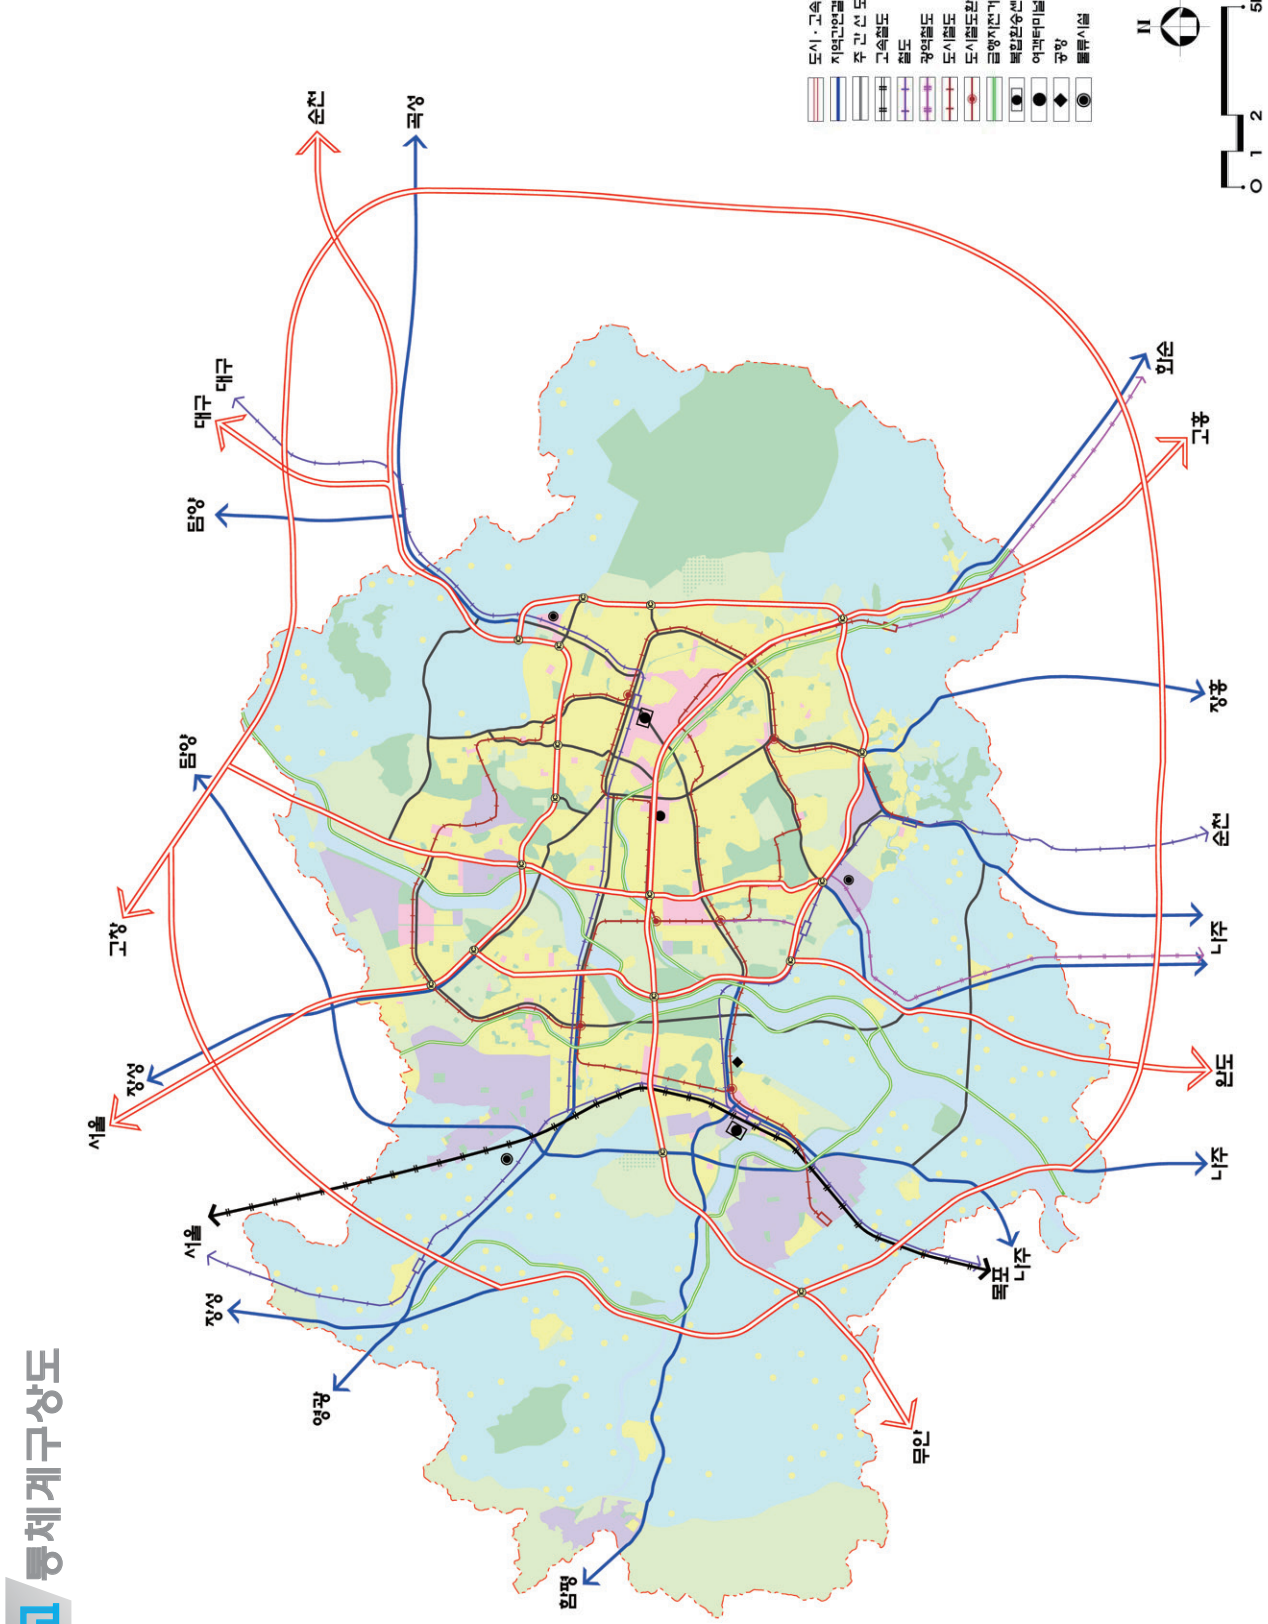 통체계구상도
도시·고속
지역간연결
주 간 선 도
고속철도
철도
광역철도
도시철도
도시철도환
급행자전거
복합환승센
여객터미널
공항
물류시설
N
0 1 2
함평
영광
장성
서울
서울
장성
고창
담양
담양
대구
대구
순천
곡성
화순
고흥
장흥
순천
나주
완도
나주
나주
목포
무안